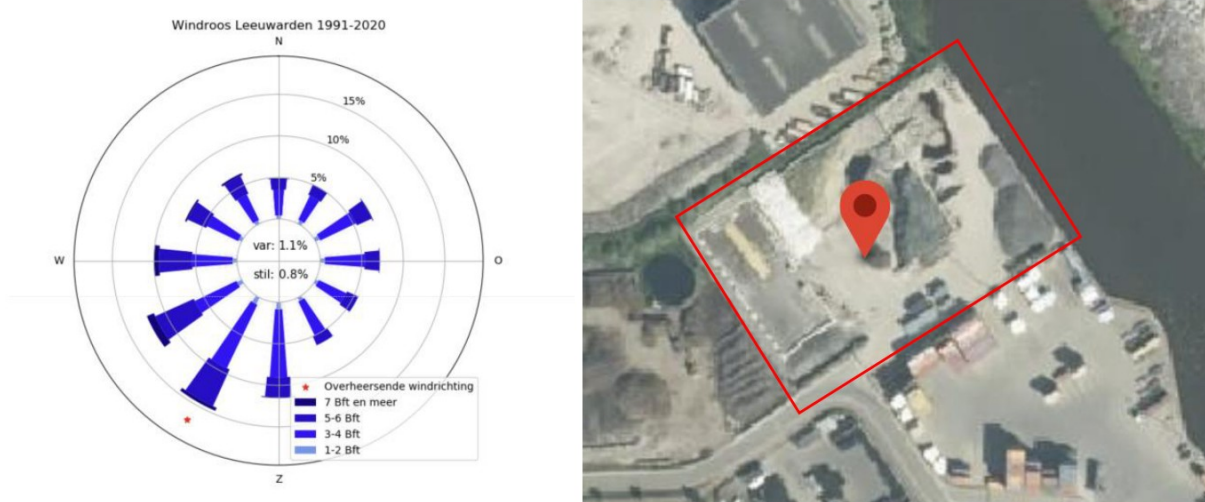 Windroos Leeuwarden 1991-2020
N
15%
10%
5%
var: 1.1%
W
O
stil: 0.8%
Overheersende windrichting
7 Bft en meer
5-6 Bft
3-4 Bft
1-2 Bft
Z